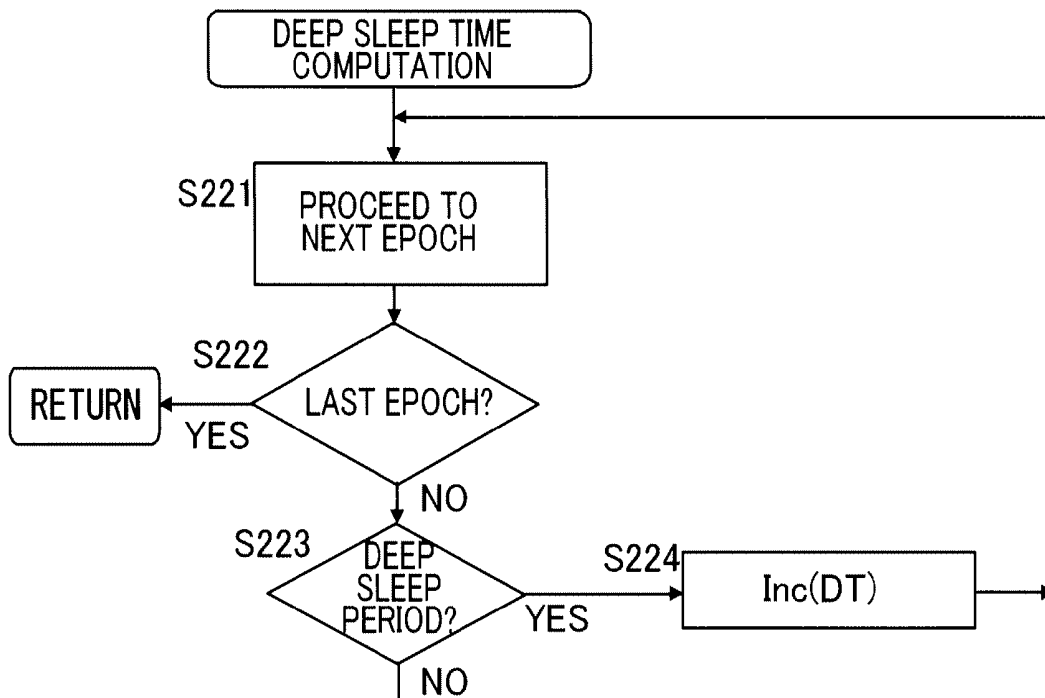 DEEP SLEEP TIME
COMPUTATION
S221
PROCEED TO
NEXT EPOCH
S222
LAST EPOCH?
RETURN
YES
NO
S223
DEEP
SLEEP
PERIOD?
YES
S224
Inc(DT)
NO